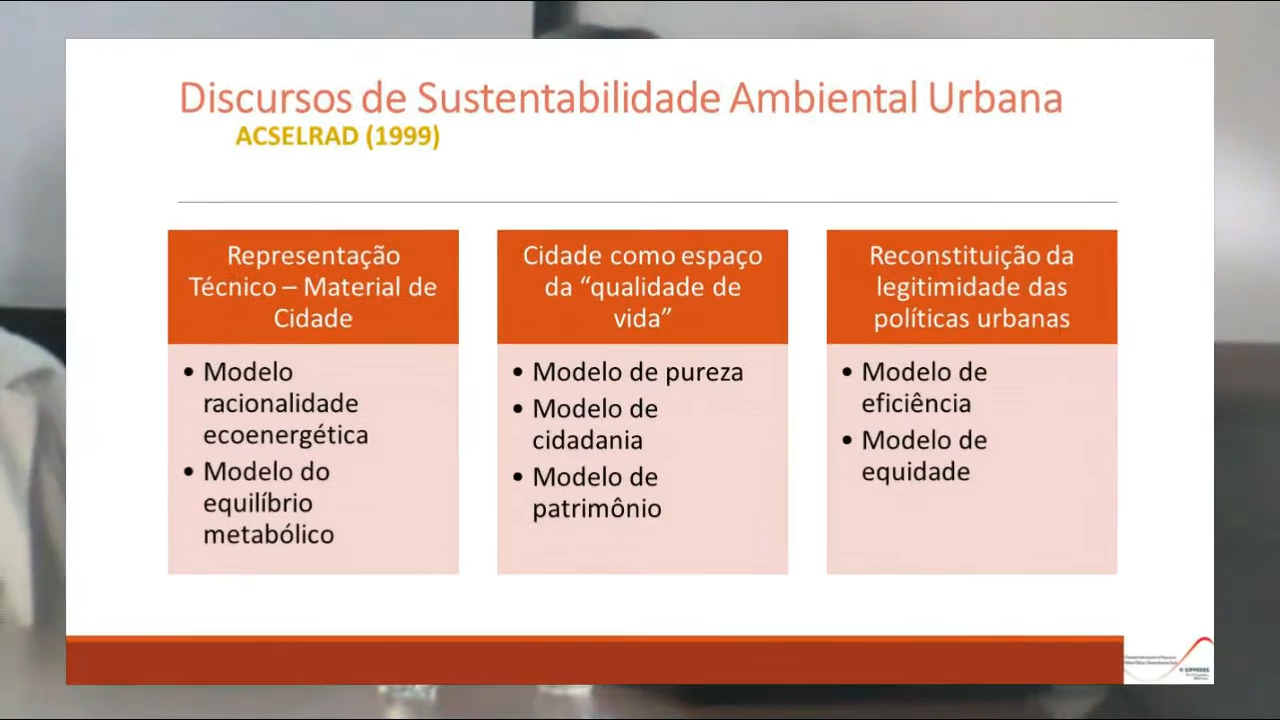 Discursos de Sustentabilidade Ambiental Urbana
ACSELRAD (1999)
Representação
Técnico – Material de
Cidade
• Modelo
racionalidade
ecoenergética
• Modelo do
equilíbrio
metabólico
Cidade como espaço
da “qualidade de
vida”
• Modelo de pureza
• Modelo de
cidadania
• Modelo de
patrimônio
Reconstituição da
legitimidade das
políticas urbanas
• Modelo de
eficiência
• Modelo de
equidade
SIPPEDES